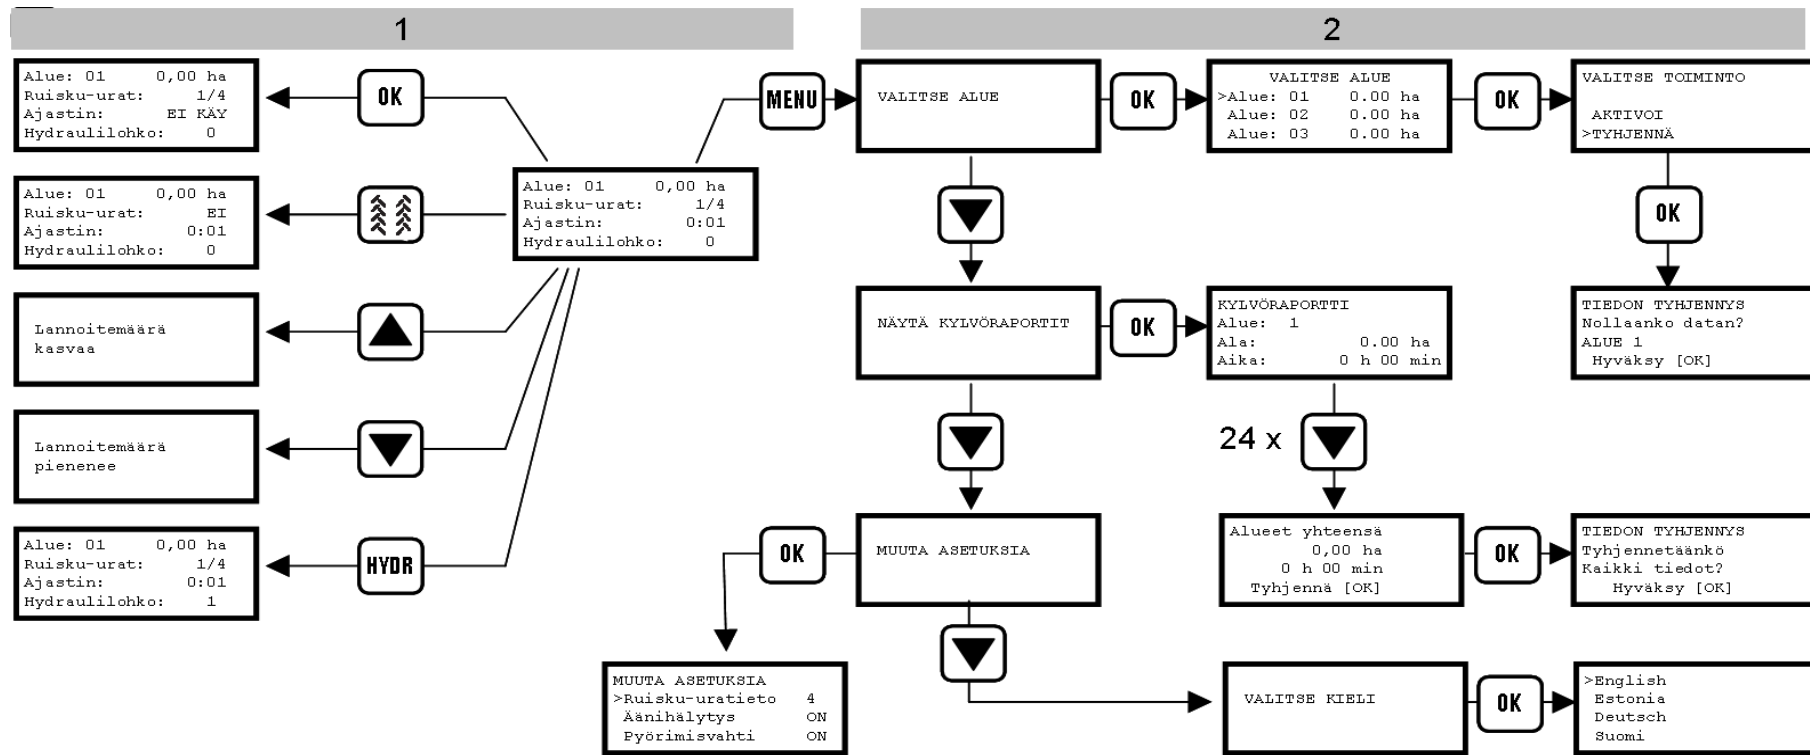 1
2
Alue: 01 0,00 ha
Ruisku-urat: 1/4
Ajastin: EI KÄY
Hydraulilohko: 0
OK
Alue: 01 0,00 ha
Ruisku-urat: EI
Ajastin: 0:01
Hydraulilohko: 0
Lannoitemäärä
kasvaa
Lannoitemäärä
pienenee
Alue: 01 0,00 ha
Ruisku-urat: 1/4
Ajastin: 0:01
Hydraulilohko: 1
HYDR
Alue: 01 0,00 ha
Ruisku-urat: 1/4
Ajastin: 0:01
Hydraulilohko: 0
MENU
VALITSE ALUE
OK
VALITSE ALUE
>Alue: 01 0.00 ha
Alue: 02 0.00 ha
Alue: 03 0.00 ha
OK
VALITSE TOIMINTO
AKTIVOI
>TYHJENNÄ
OK
TIEDON TYHJENNYS
Nollaanko datan?
ALUE 1
Hyväksy [OK]
NÄYTÄ KYLVÖRAPORTIT
OK
KYLVÖRAPORTTI
Alue: 1
Ala: 0.00 ha
Aika: 0 h 00 min
24 x
Alueet yhteensä
0,00 ha
0 h 00 min
Tyhjennä [OK]
OK
TIEDON TYHJENNYS
Tyhjennetäänkö
Kaikki tiedot?
Hyväksy [OK]
MUUTA ASETUKSIA
OK
MUUTA ASETUKSIA
>Ruisku-uratieto 4
Äänihälytys ON
Pyörimisvahti ON
VALITSE KIELI
OK
>English
Estonia
Deutsch
Suomi